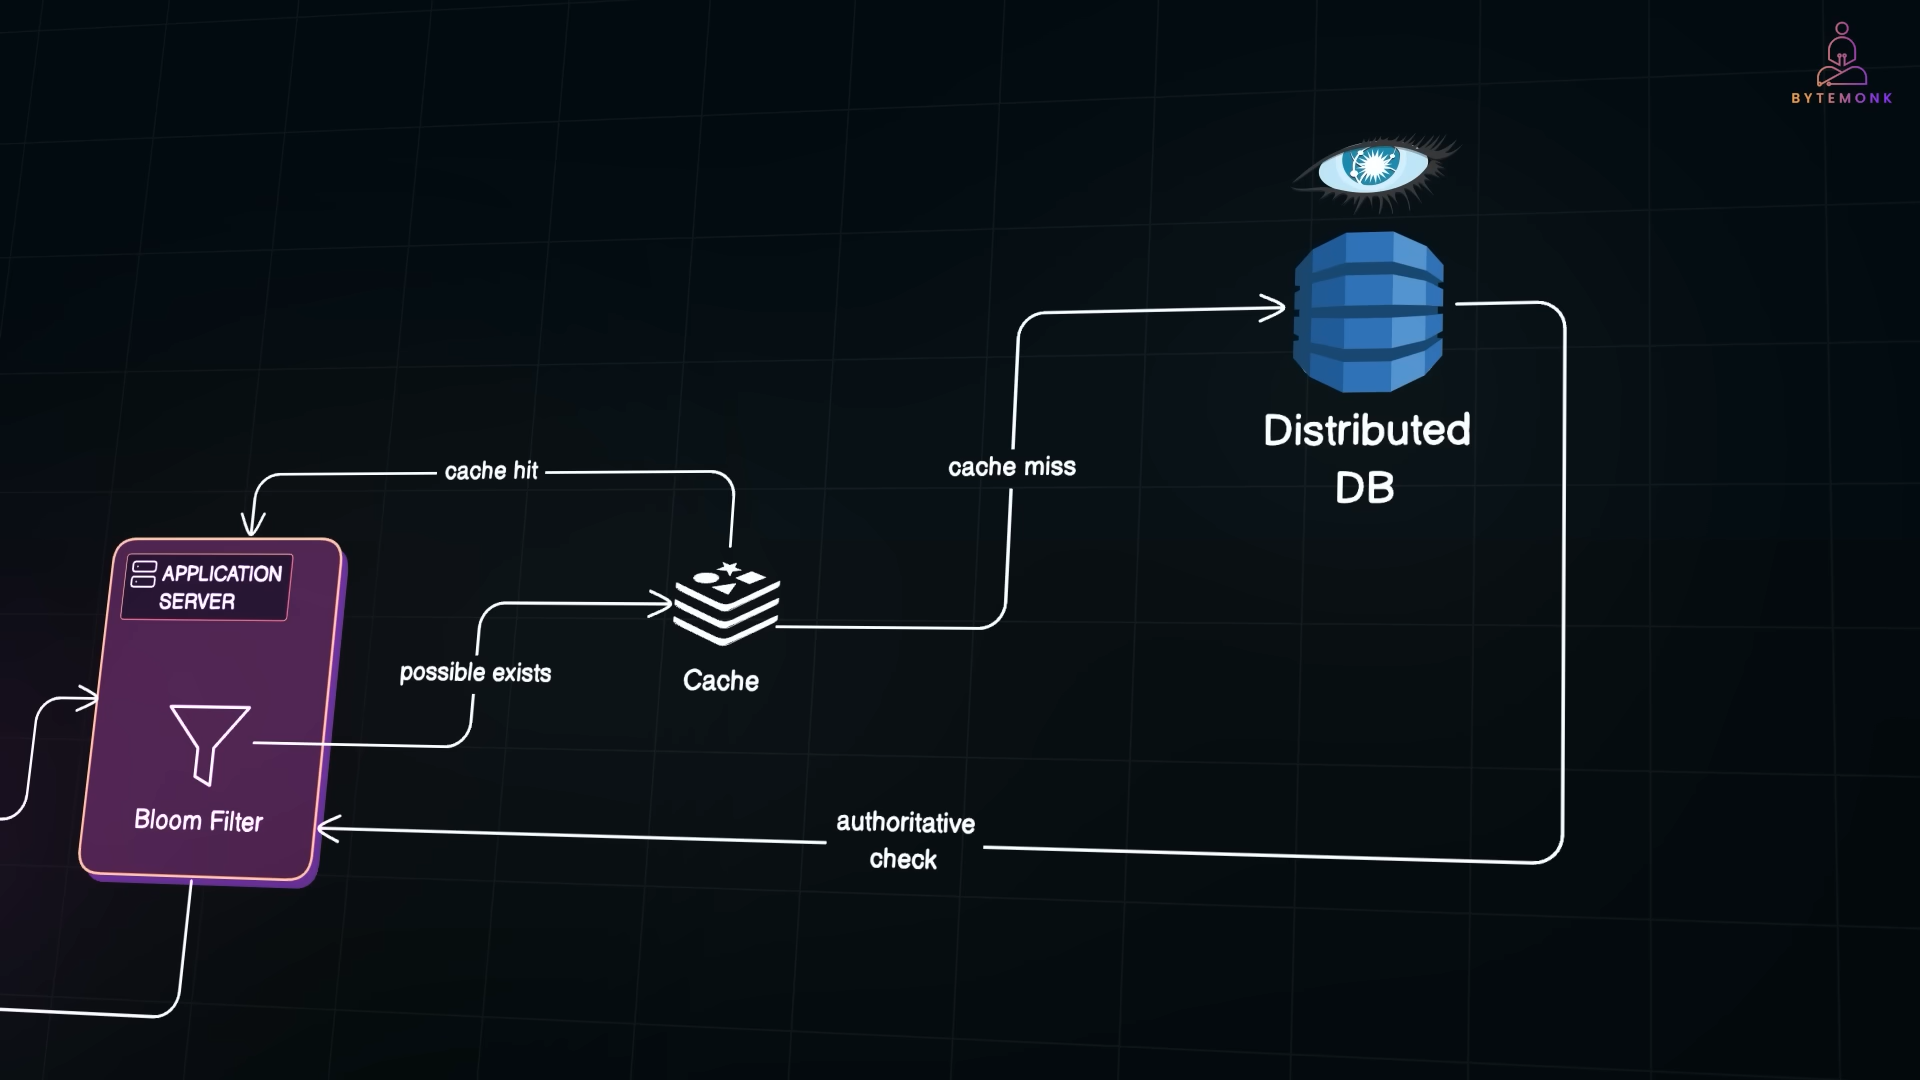 BYTEMONK
Distributed
DB
cache hit
cache miss
APPLICATION
SERVER
possible exists
Cache
Bloom Filter
authoritative
check